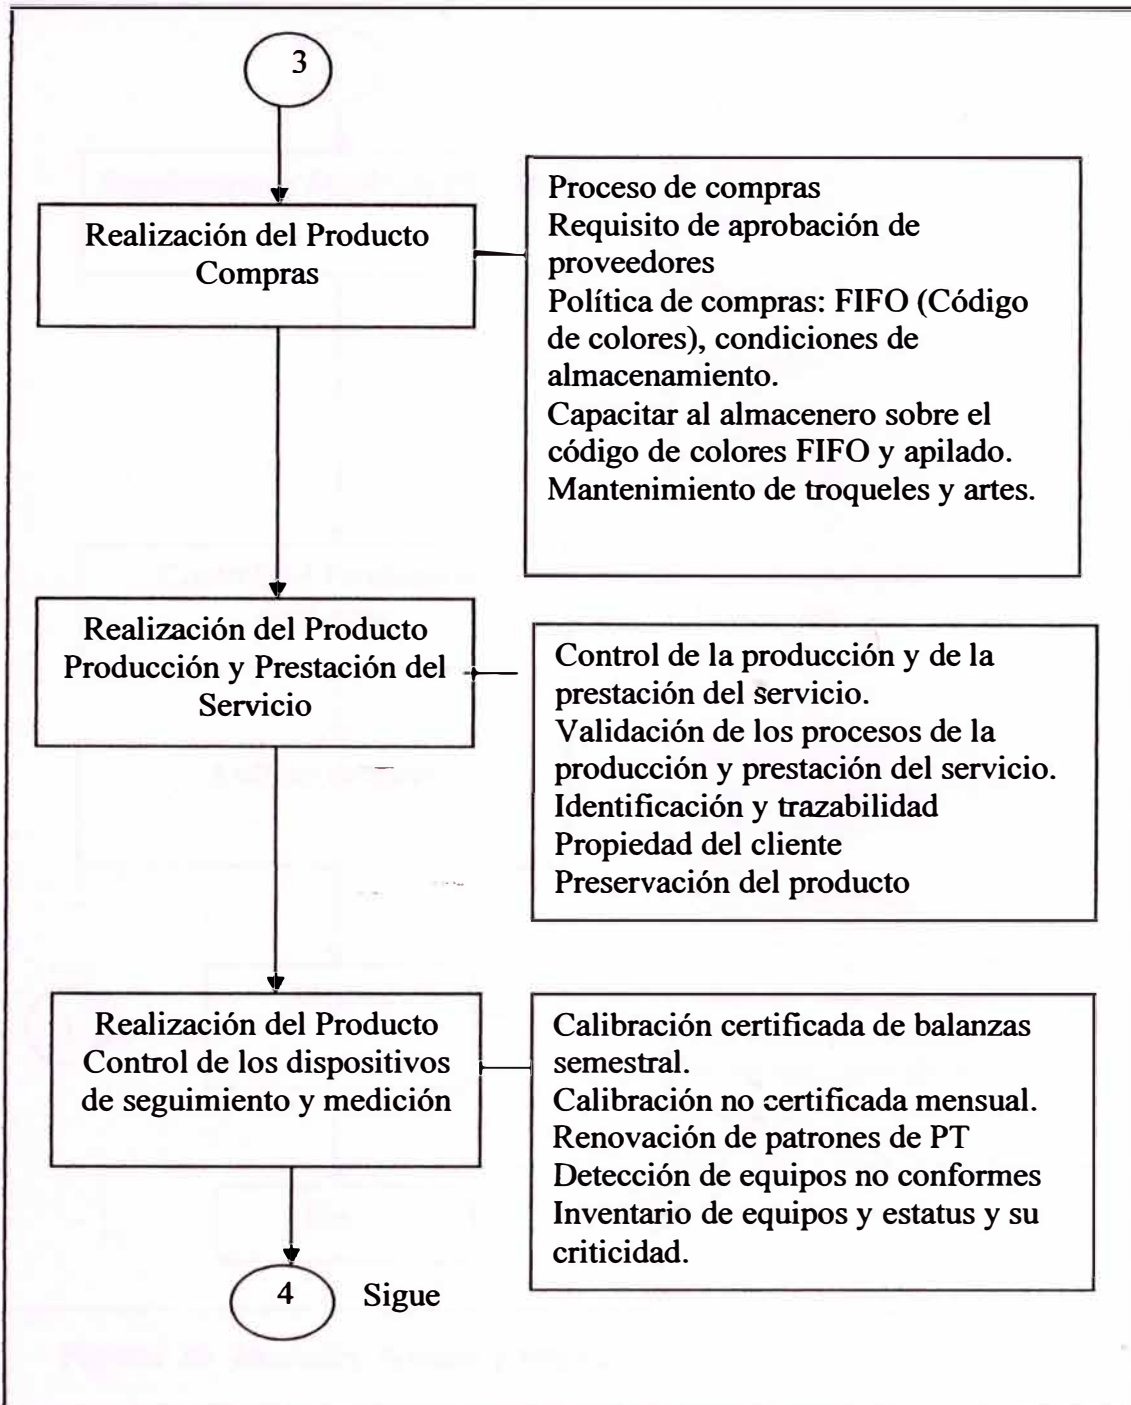 3
Realización del Producto
Compras
Proceso de compras
Requisito de aprobación de
proveedores
Política de compras: FIFO (Código
de colores), condiciones de
almacenamiento.
Capacitar al almacenero sobre el
código de colores FIFO y apilado.
Mantenimiento de troqueles y artes.
Realización del Producto
Producción y Prestación del
Servicio
Control de la producción y de la
prestación del servicio.
Validación de los procesos de la
producción y prestación del servicio.
Identificación y trazabilidad
Propiedad del cliente
Preservación del producto
Realización del Producto
Control de los dispositivos
de seguimiento y medición
Calibración certificada de balanzas
semestral.
Calibración no certificada mensual.
Renovación de patrones de PT
Detección de equipos no conformes
Inventario de equipos y estatus y su
criticidad.
4 Sigue